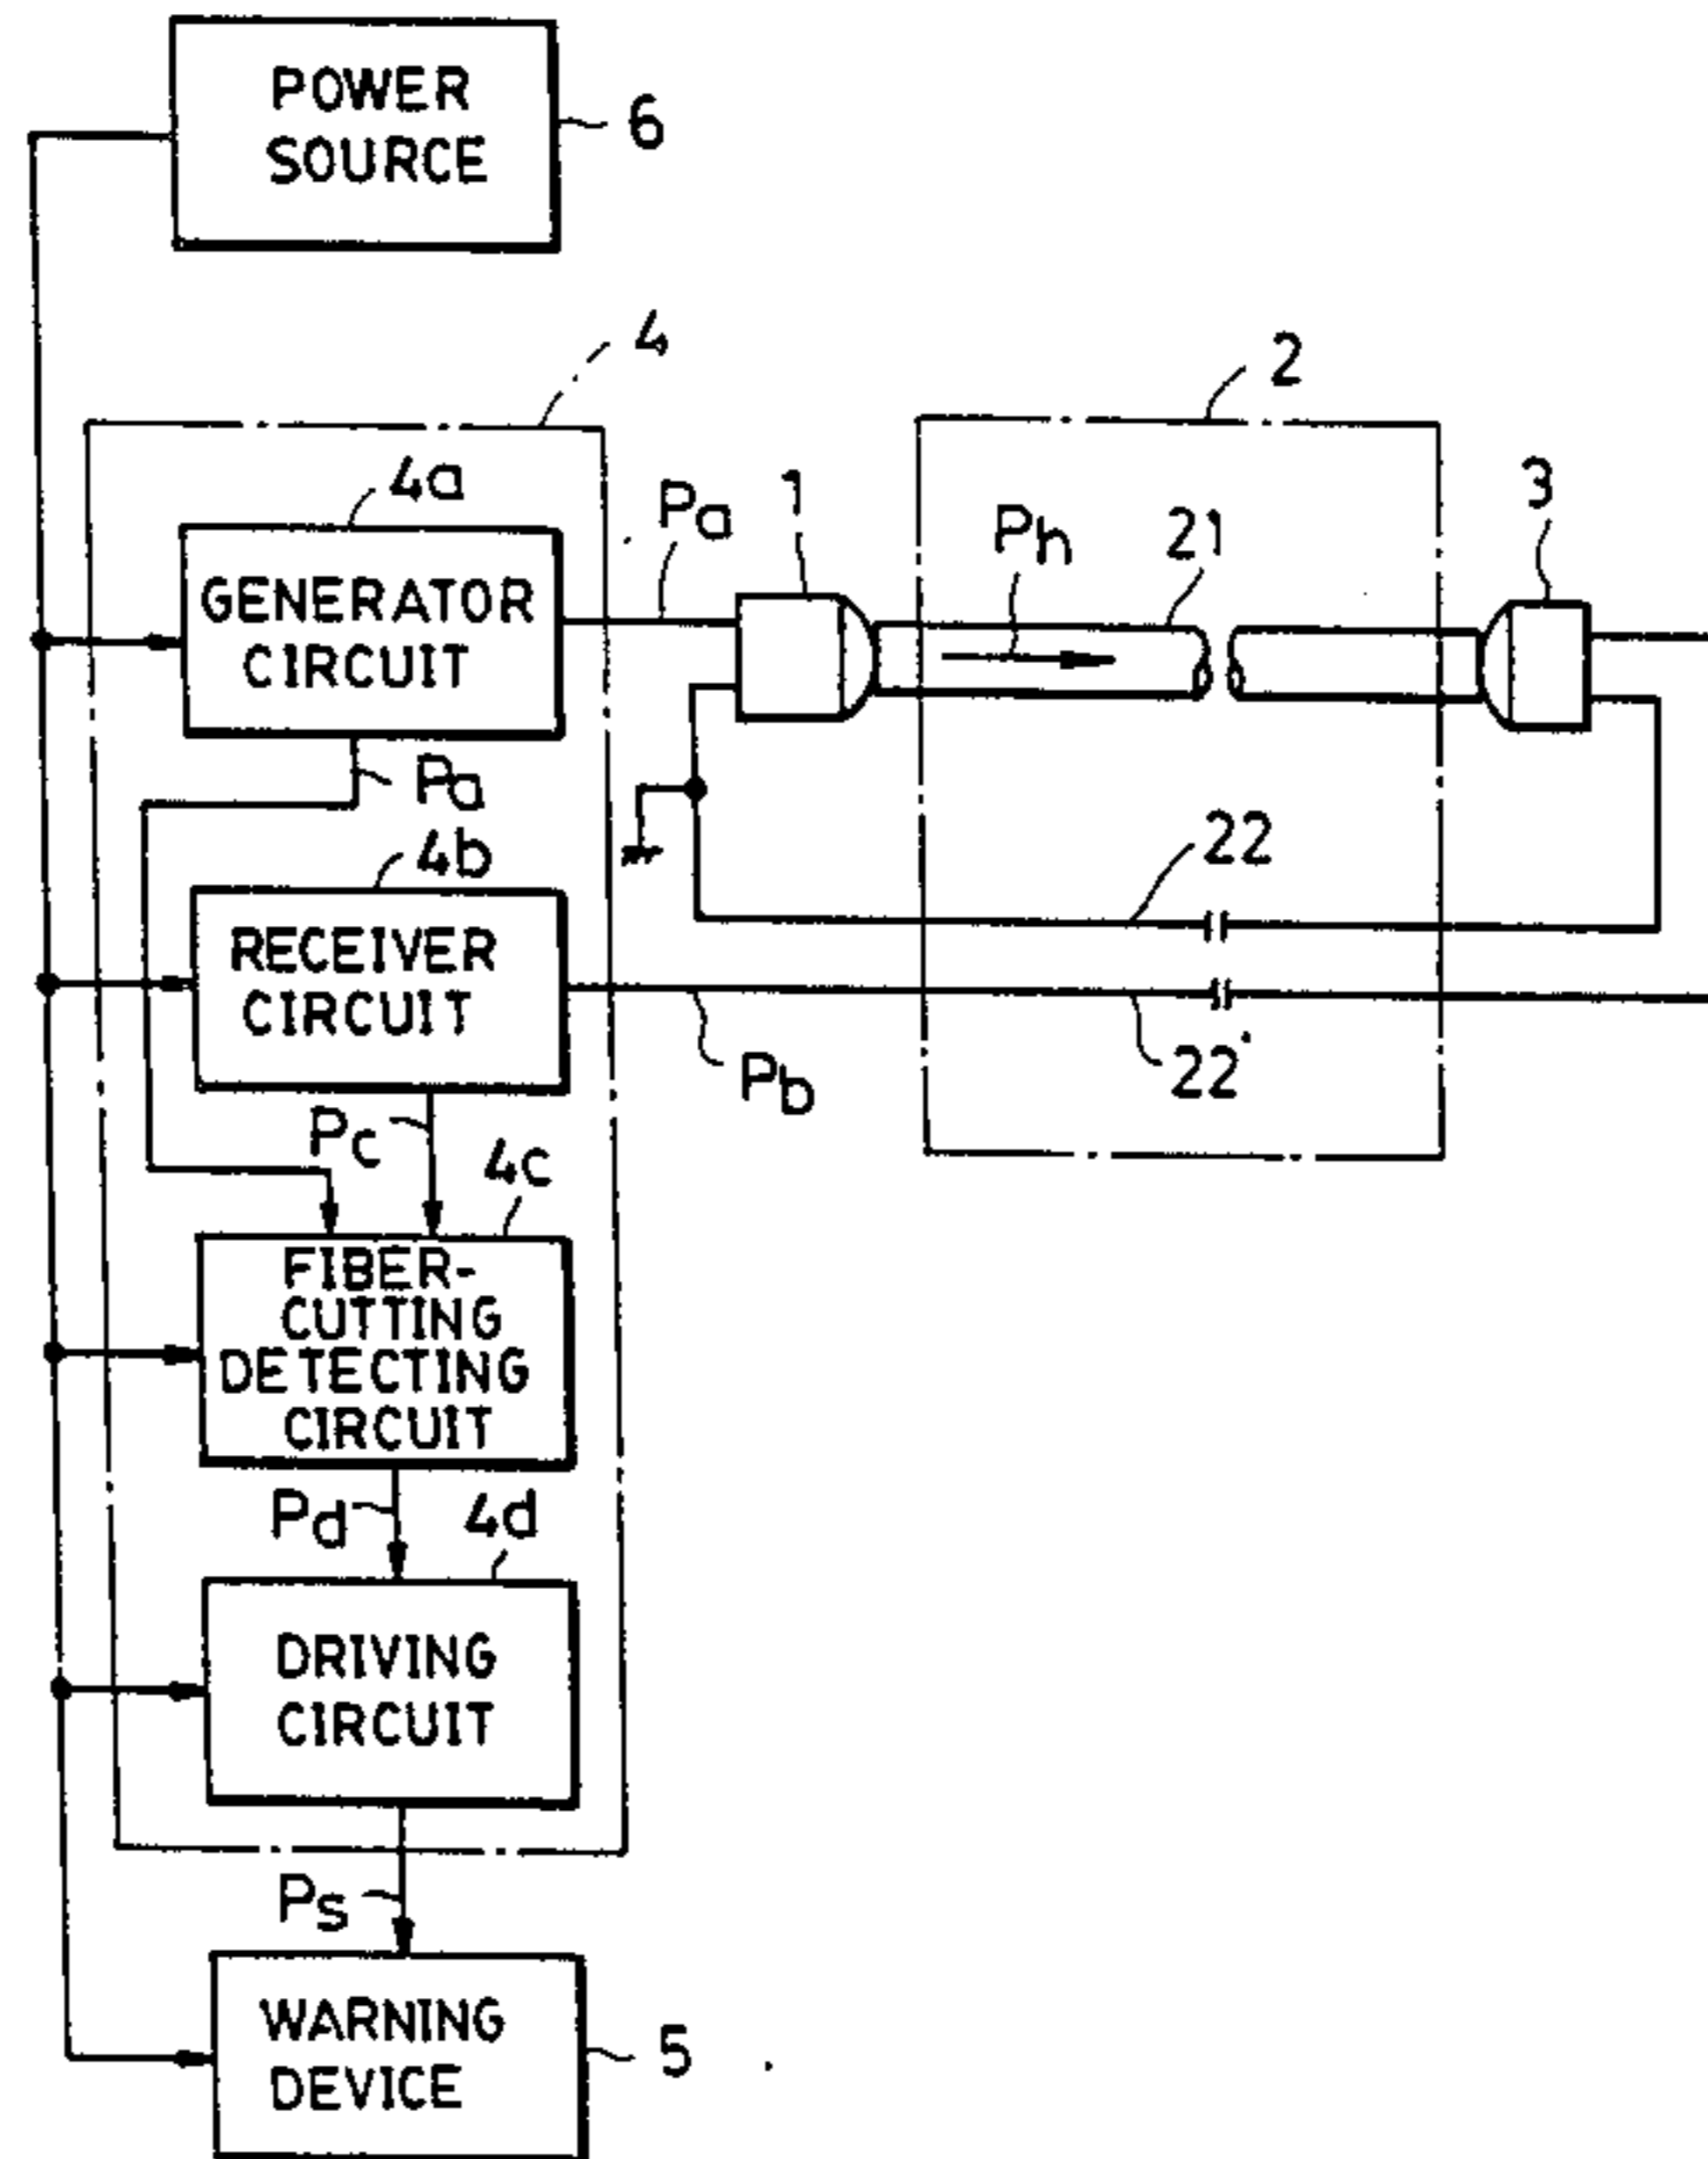 POWER
SOURCE
6
4
2
4a
Pa
1
Ph
21
3
GENERATOR
CIRCUIT
Pa
4b
22
RECEIVER
CIRCUIT
Pb
22'
Pc
4c
FIBER-
CUTTING
DETECTING
CIRCUIT
Pd
4d
DRIVING
CIRCUIT
Ps
WARNING
DEVICE
5